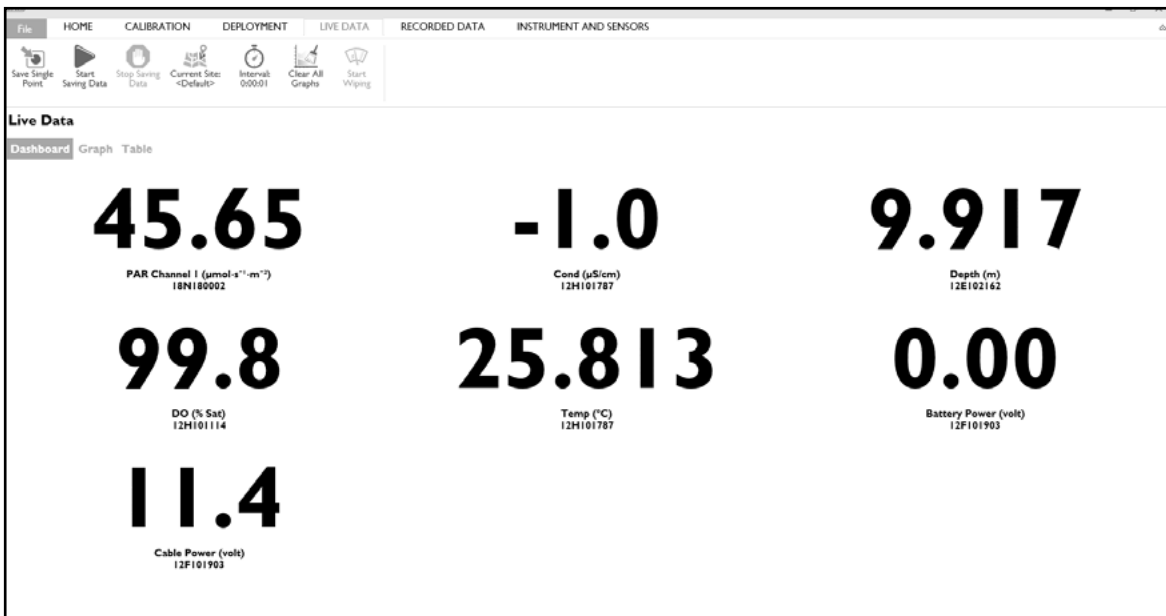 File HOME CALIBRATION DEPLOYMENT LIVE DATA RECORDED DATA INSTRUMENT AND SENSORS
Save Single Start Stop Saving Current Site: Interval: Clear All Start
Point Saving Data Data <Default> 0:00:01 Graphs Wiping
Live Data
Dashboard Graph Table
45.65 -1.0 9.917
PAR Channel 1 (µmol·s⁻¹·m⁻²) Cond (µS/cm) Depth (m)
18N180002 12H101787 12E102162
99.8 25.813 0.00
DO (% Sat) Temp (°C) Battery Power (volt)
12H101114 12H101787 12F101903
11.4
Cable Power (volt)
12F101903